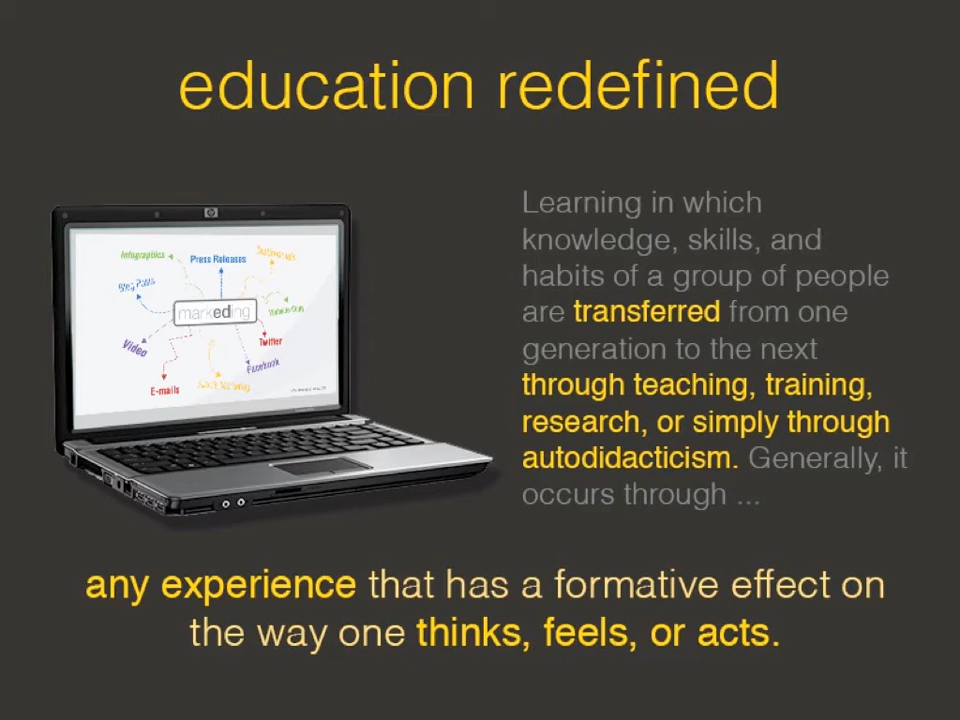 education redefined
Learning in which
knowledge, skills, and
habits of a group of people
are transferred from one
generation to the next
through teaching, training,
research, or simply through
autodidacticism. Generally, it
occurs through ...
Infographics
Press Releases
Blog
markeding
Video
Twitter
Facebook
E-mails
hp
any experience that has a formative effect on
the way one thinks, feels, or acts.